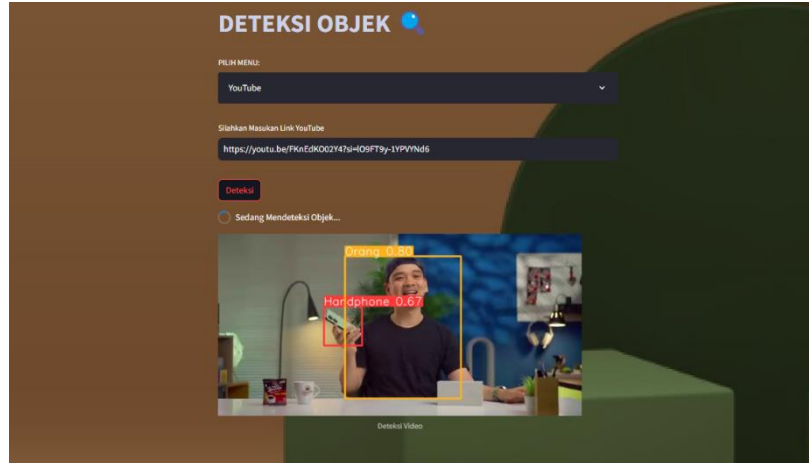 DETEKSI OBJEK
PILIH MENU:
YouTube
Silahkan Masukan Link YouTube
https://youtu.be/FKnEdKO02Y4?si=lO9FT9y-1YPVYNd6
Deteksi
Sedang Mendeteksi Objek...
Orang 0.80
Handphone 0.67
Deteksi Video